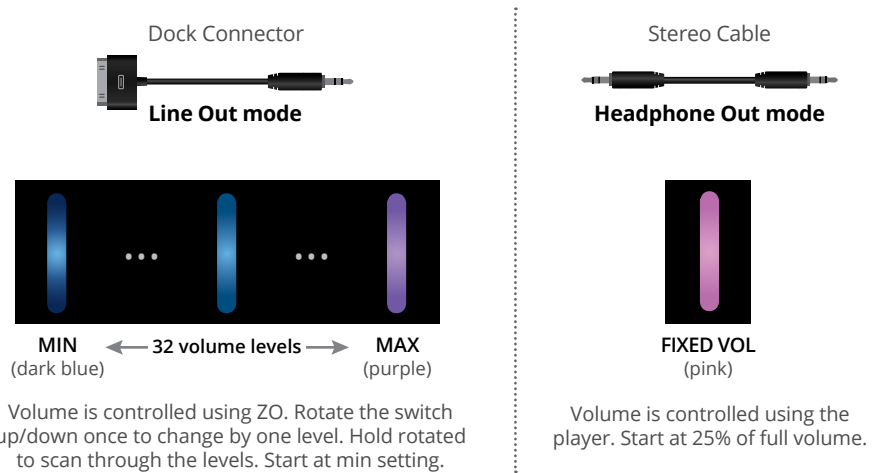 Dock Connector
Line Out mode
MIN 32 volume levels MAX
(dark blue) (purple)
Volume is controlled using ZO. Rotate the switch
up/down once to change by one level. Hold rotated
to scan through the levels. Start at min setting.
Stereo Cable
Headphone Out mode
FIXED VOL
(pink)
Volume is controlled using the
player. Start at 25% of full volume.